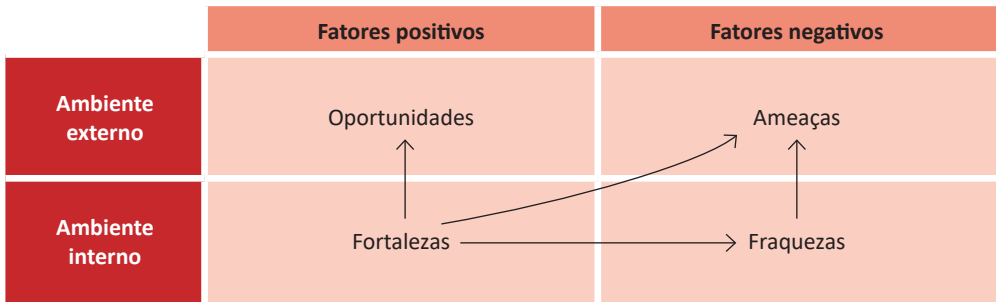 Fatores positivos
Fatores negativos
Ambiente
externo
Oportunidades
Ameaças
Ambiente
interno
Fortalezas
Fraquezas